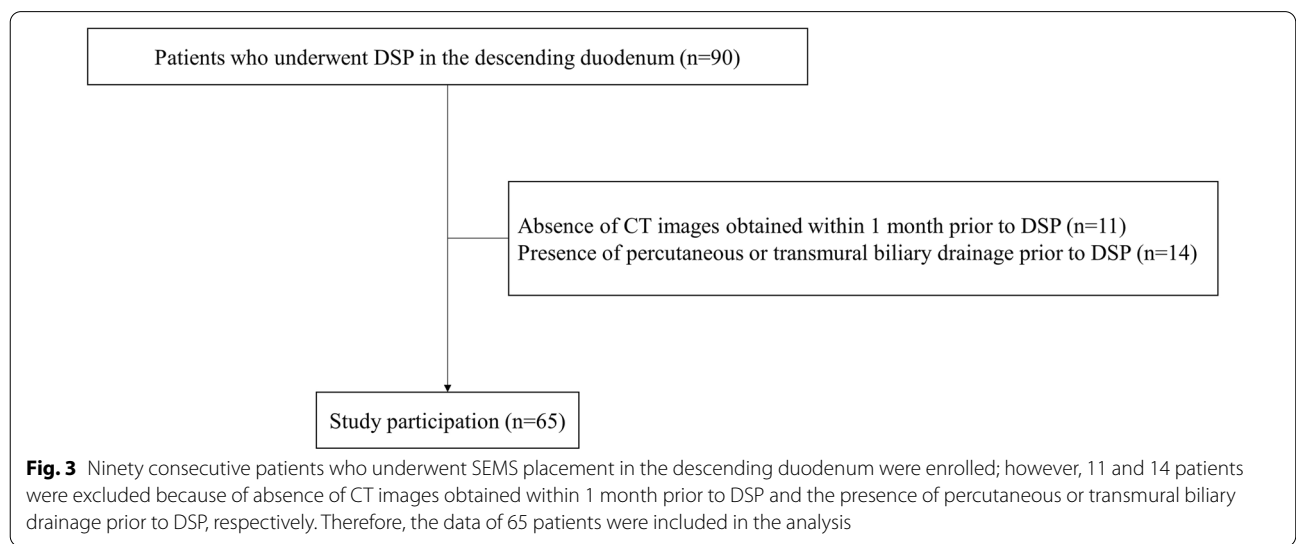 Patients who underwent DSP in the descending duodenum (n=90)
Absence of CT images obtained within 1 month prior to DSP (n=11)
Presence of percutaneous or transmural biliary drainage prior to DSP (n=14)
Study participation (n=65)
Fig. 3 Ninety consecutive patients who underwent SEMS placement in the descending duodenum were enrolled; however, 11 and 14 patients
were excluded because of absence of CT images obtained within 1 month prior to DSP and the presence of percutaneous or transmural biliary
drainage prior to DSP, respectively. Therefore, the data of 65 patients were included in the analysis